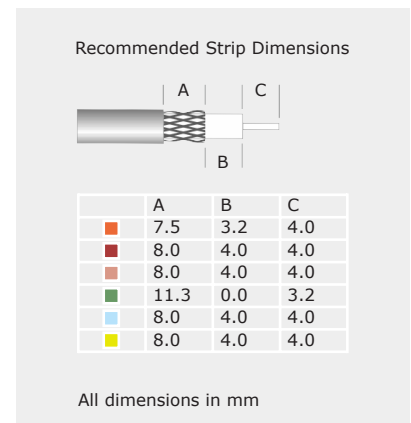 Recommended Strip Dimensions
A C
B
A B C
7.5 3.2 4.0
8.0 4.0 4.0
8.0 4.0 4.0
11.3 0.0 3.2
8.0 4.0 4.0
8.0 4.0 4.0
All dimensions in mm